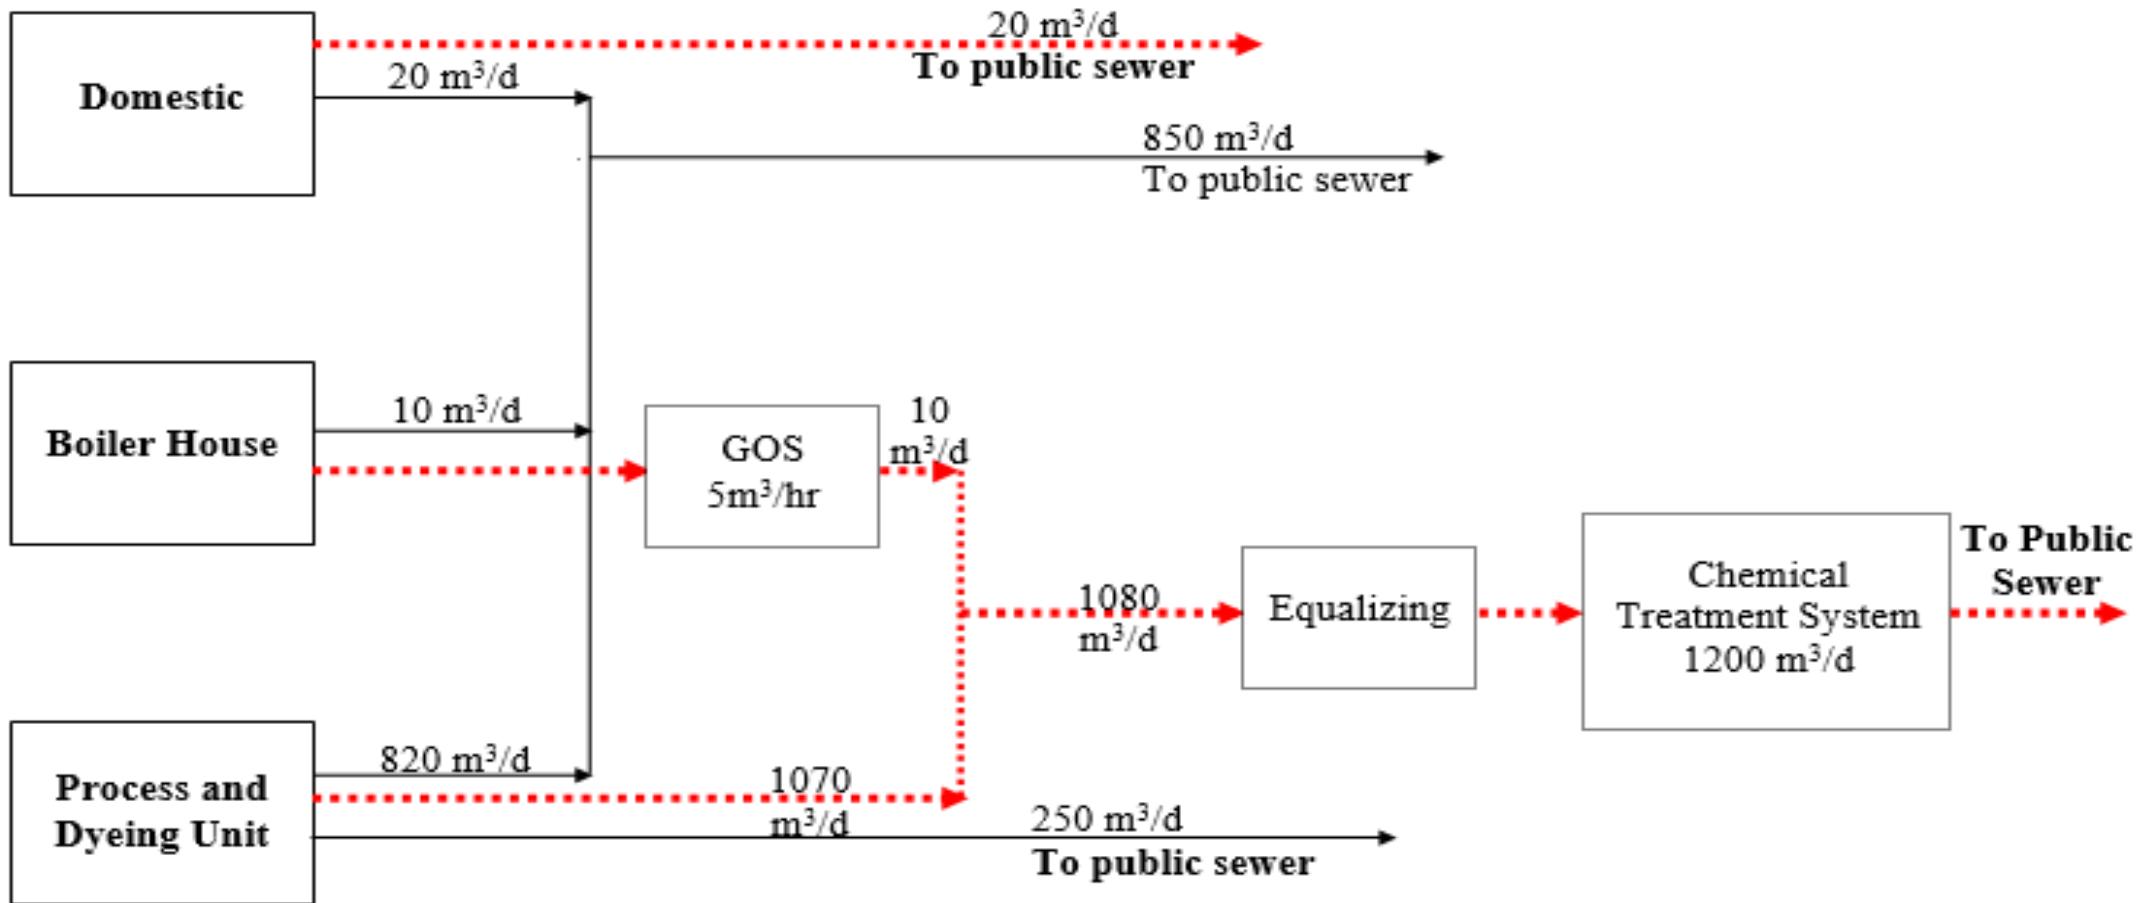 20 m³/d
To public sewer
20 m³/d
Domestic
850 m³/d
To public sewer
10 m³/d
Boiler House
GOS
5m³/hr
10
m³/d
1080
m³/d
Equalizing
Chemical
Treatment System
1200 m³/d
To Public
Sewer
820 m³/d
Process and
Dyeing Unit
1070
m³/d
250 m³/d
To public sewer